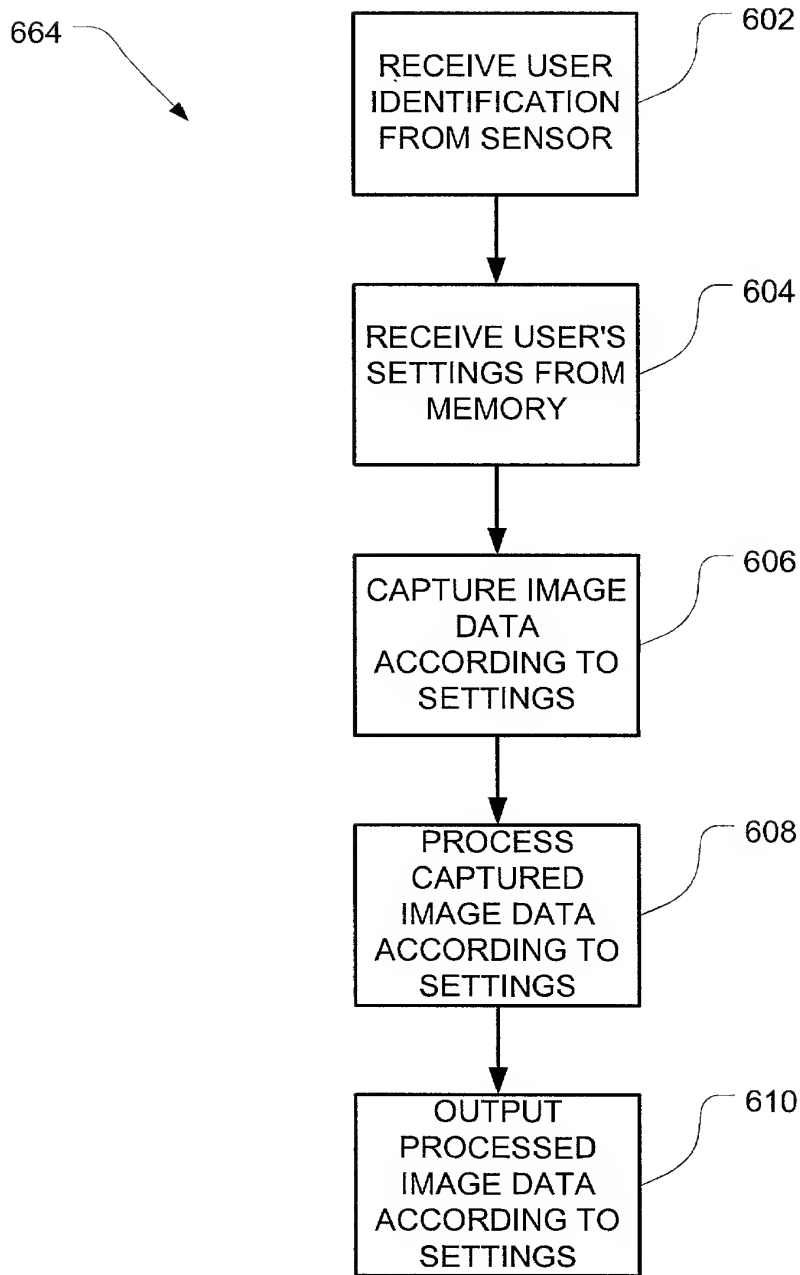 664
602
RECEIVE USER
IDENTIFICATION
FROM SENSOR
604
RECEIVE USER'S
SETTINGS FROM
MEMORY
606
CAPTURE IMAGE
DATA
ACCORDING TO
SETTINGS
608
PROCESS
CAPTURED
IMAGE DATA
ACCORDING TO
SETTINGS
610
OUTPUT
PROCESSED
IMAGE DATA
ACCORDING TO
SETTINGS